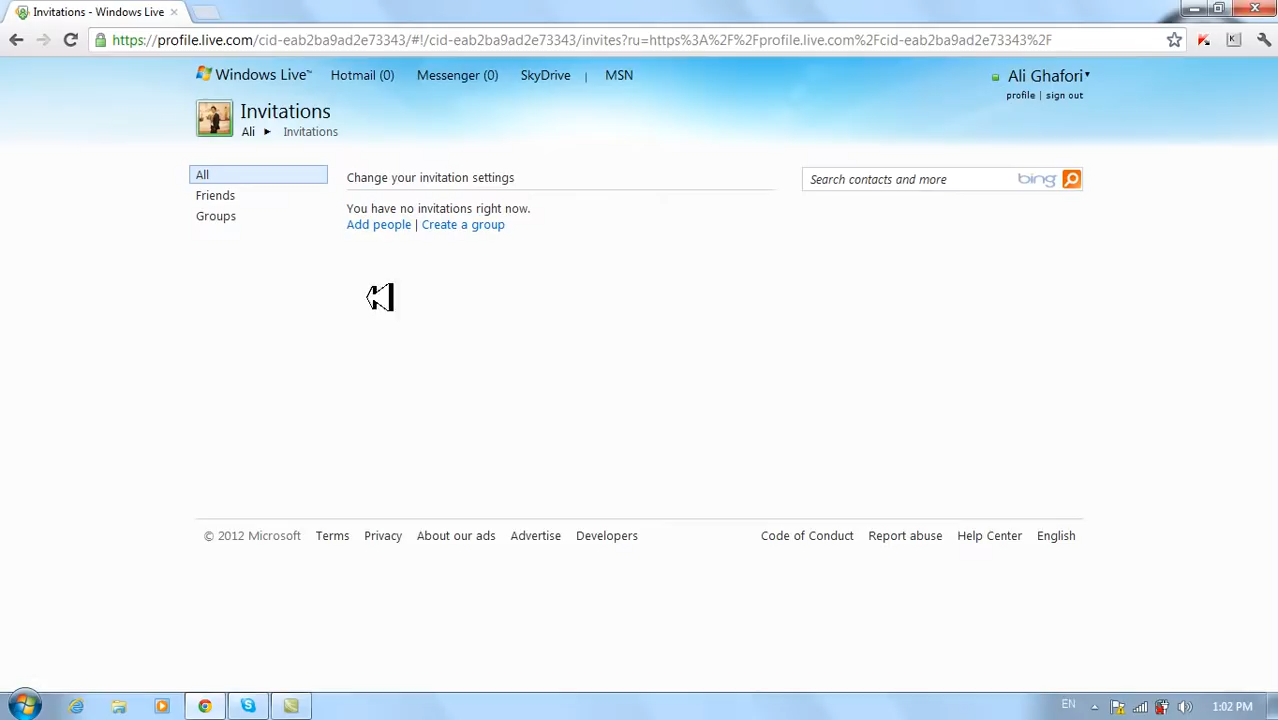 Invitations - Windows Live
https://profile.live.com/cid-eab2ba9ad2e73343/#!/cid-eab2ba9ad2e73343/invites?ru=https%3A%2F%2Fprofile.live.com%2Fcid-eab2ba9ad2e73343%2F
Windows Live™ Hotmail (0) Messenger (0) SkyDrive | MSN Ali Ghafori
profile | sign out
Invitations
Ali ► Invitations
All
Friends
Groups
Change your invitation settings
You have no invitations right now.
Add people | Create a group
Search contacts and more bing
© 2012 Microsoft Terms Privacy About our ads Advertise Developers Code of Conduct Report abuse Help Center English
EN 1:02 PM